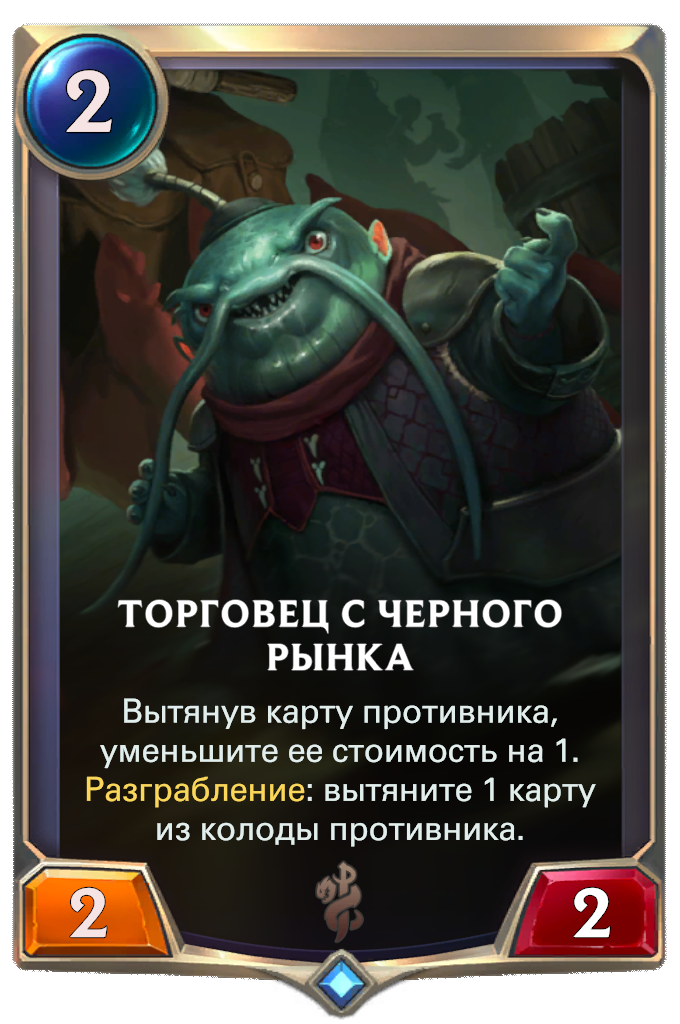 2
ТОРГОВЕЦ С ЧЕРНОГО
РЫНКА
Вытянув карту противника,
уменьшите ее стоимость на 1.
Разграбление: вытяните 1 карту
из колоды противника.
2
2